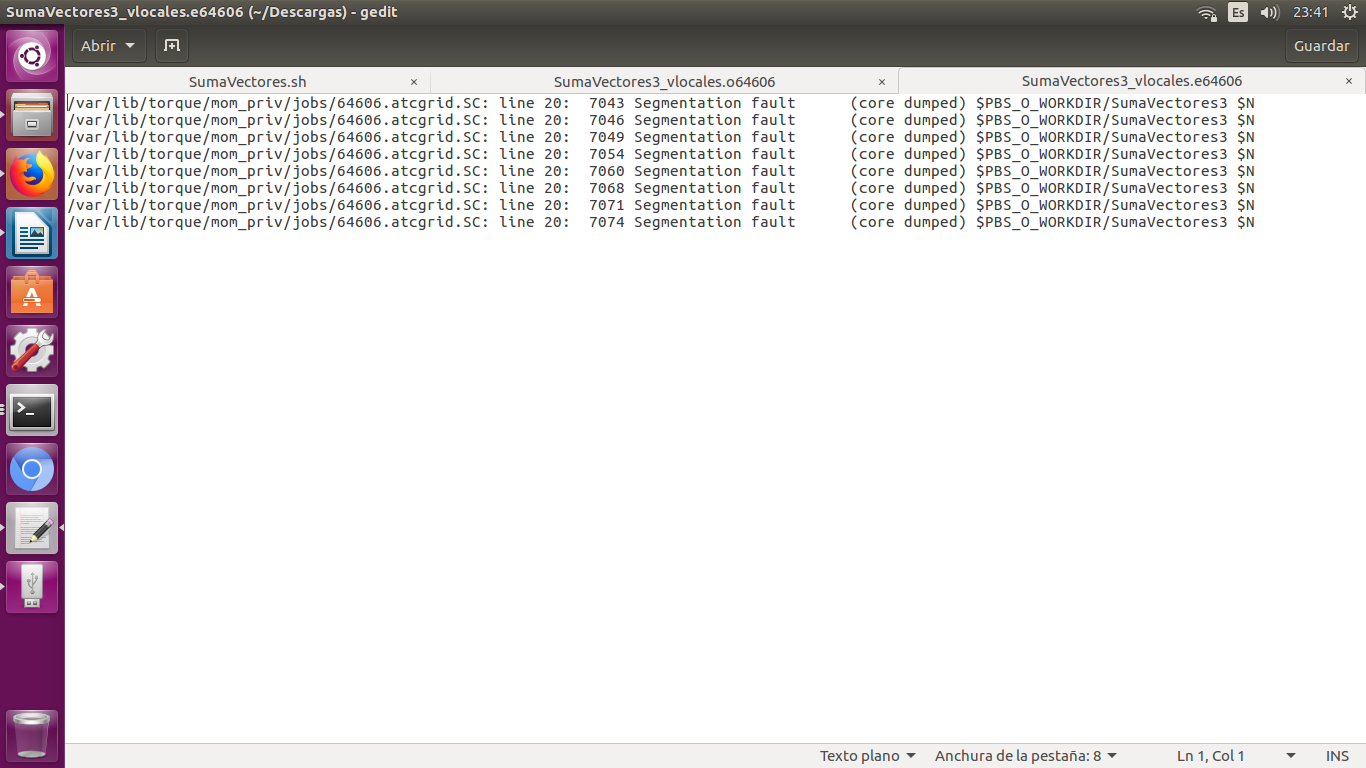 SumaVectores3_vlocales.e64606 (~/Descargas) - gedit
Es
23:41
Abrir
Guardar
SumaVectores.sh ×
SumaVectores3_vlocales.o64606 ×
SumaVectores3_vlocales.e64606 ×
/var/lib/torque/mom_priv/jobs/64606.atcgrid.SC: line 20:  7043 Segmentation fault      (core dumped) $PBS_O_WORKDIR/SumaVectores3 $N
/var/lib/torque/mom_priv/jobs/64606.atcgrid.SC: line 20:  7046 Segmentation fault      (core dumped) $PBS_O_WORKDIR/SumaVectores3 $N
/var/lib/torque/mom_priv/jobs/64606.atcgrid.SC: line 20:  7049 Segmentation fault      (core dumped) $PBS_O_WORKDIR/SumaVectores3 $N
/var/lib/torque/mom_priv/jobs/64606.atcgrid.SC: line 20:  7054 Segmentation fault      (core dumped) $PBS_O_WORKDIR/SumaVectores3 $N
/var/lib/torque/mom_priv/jobs/64606.atcgrid.SC: line 20:  7060 Segmentation fault      (core dumped) $PBS_O_WORKDIR/SumaVectores3 $N
/var/lib/torque/mom_priv/jobs/64606.atcgrid.SC: line 20:  7068 Segmentation fault      (core dumped) $PBS_O_WORKDIR/SumaVectores3 $N
/var/lib/torque/mom_priv/jobs/64606.atcgrid.SC: line 20:  7071 Segmentation fault      (core dumped) $PBS_O_WORKDIR/SumaVectores3 $N
/var/lib/torque/mom_priv/jobs/64606.atcgrid.SC: line 20:  7074 Segmentation fault      (core dumped) $PBS_O_WORKDIR/SumaVectores3 $N
Texto plano
Anchura de la pestaña: 8
Ln 1, Col 1
INS